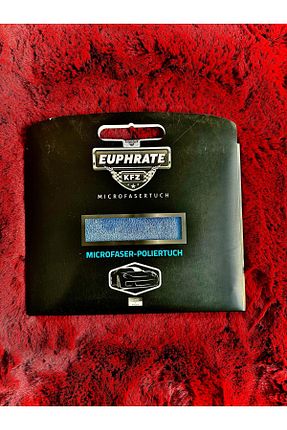 EUPHRATE
KFZ
MICROFASERTUCH
MICROFASER-POLIERTUCH